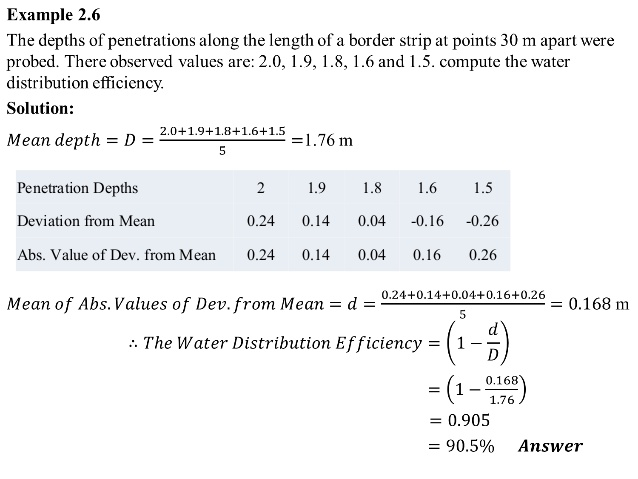 Example 2.6
The depths of penetrations along the length of a border strip at points 30 m apart were
probed. There observed values are: 2.0, 1.9, 1.8, 1.6 and 1.5. compute the water
distribution efficiency.
Solution:
Mean depth = D = (2.0+1.9+1.8+1.6+1.5)/5 =1.76 m
Penetration Depths 2 1.9 1.8 1.6 1.5
Deviation from Mean 0.24 0.14 0.04 -0.16 -0.26
Abs. Value of Dev. from Mean 0.24 0.14 0.04 0.16 0.26
Mean of Abs. Values of Dev. from Mean = d = (0.24+0.14+0.04+0.16+0.26)/5 = 0.168 m
∴ The Water Distribution Efficiency = (1 − d/D)
= (1 − 0.168/1.76)
= 0.905
= 90.5% Answer